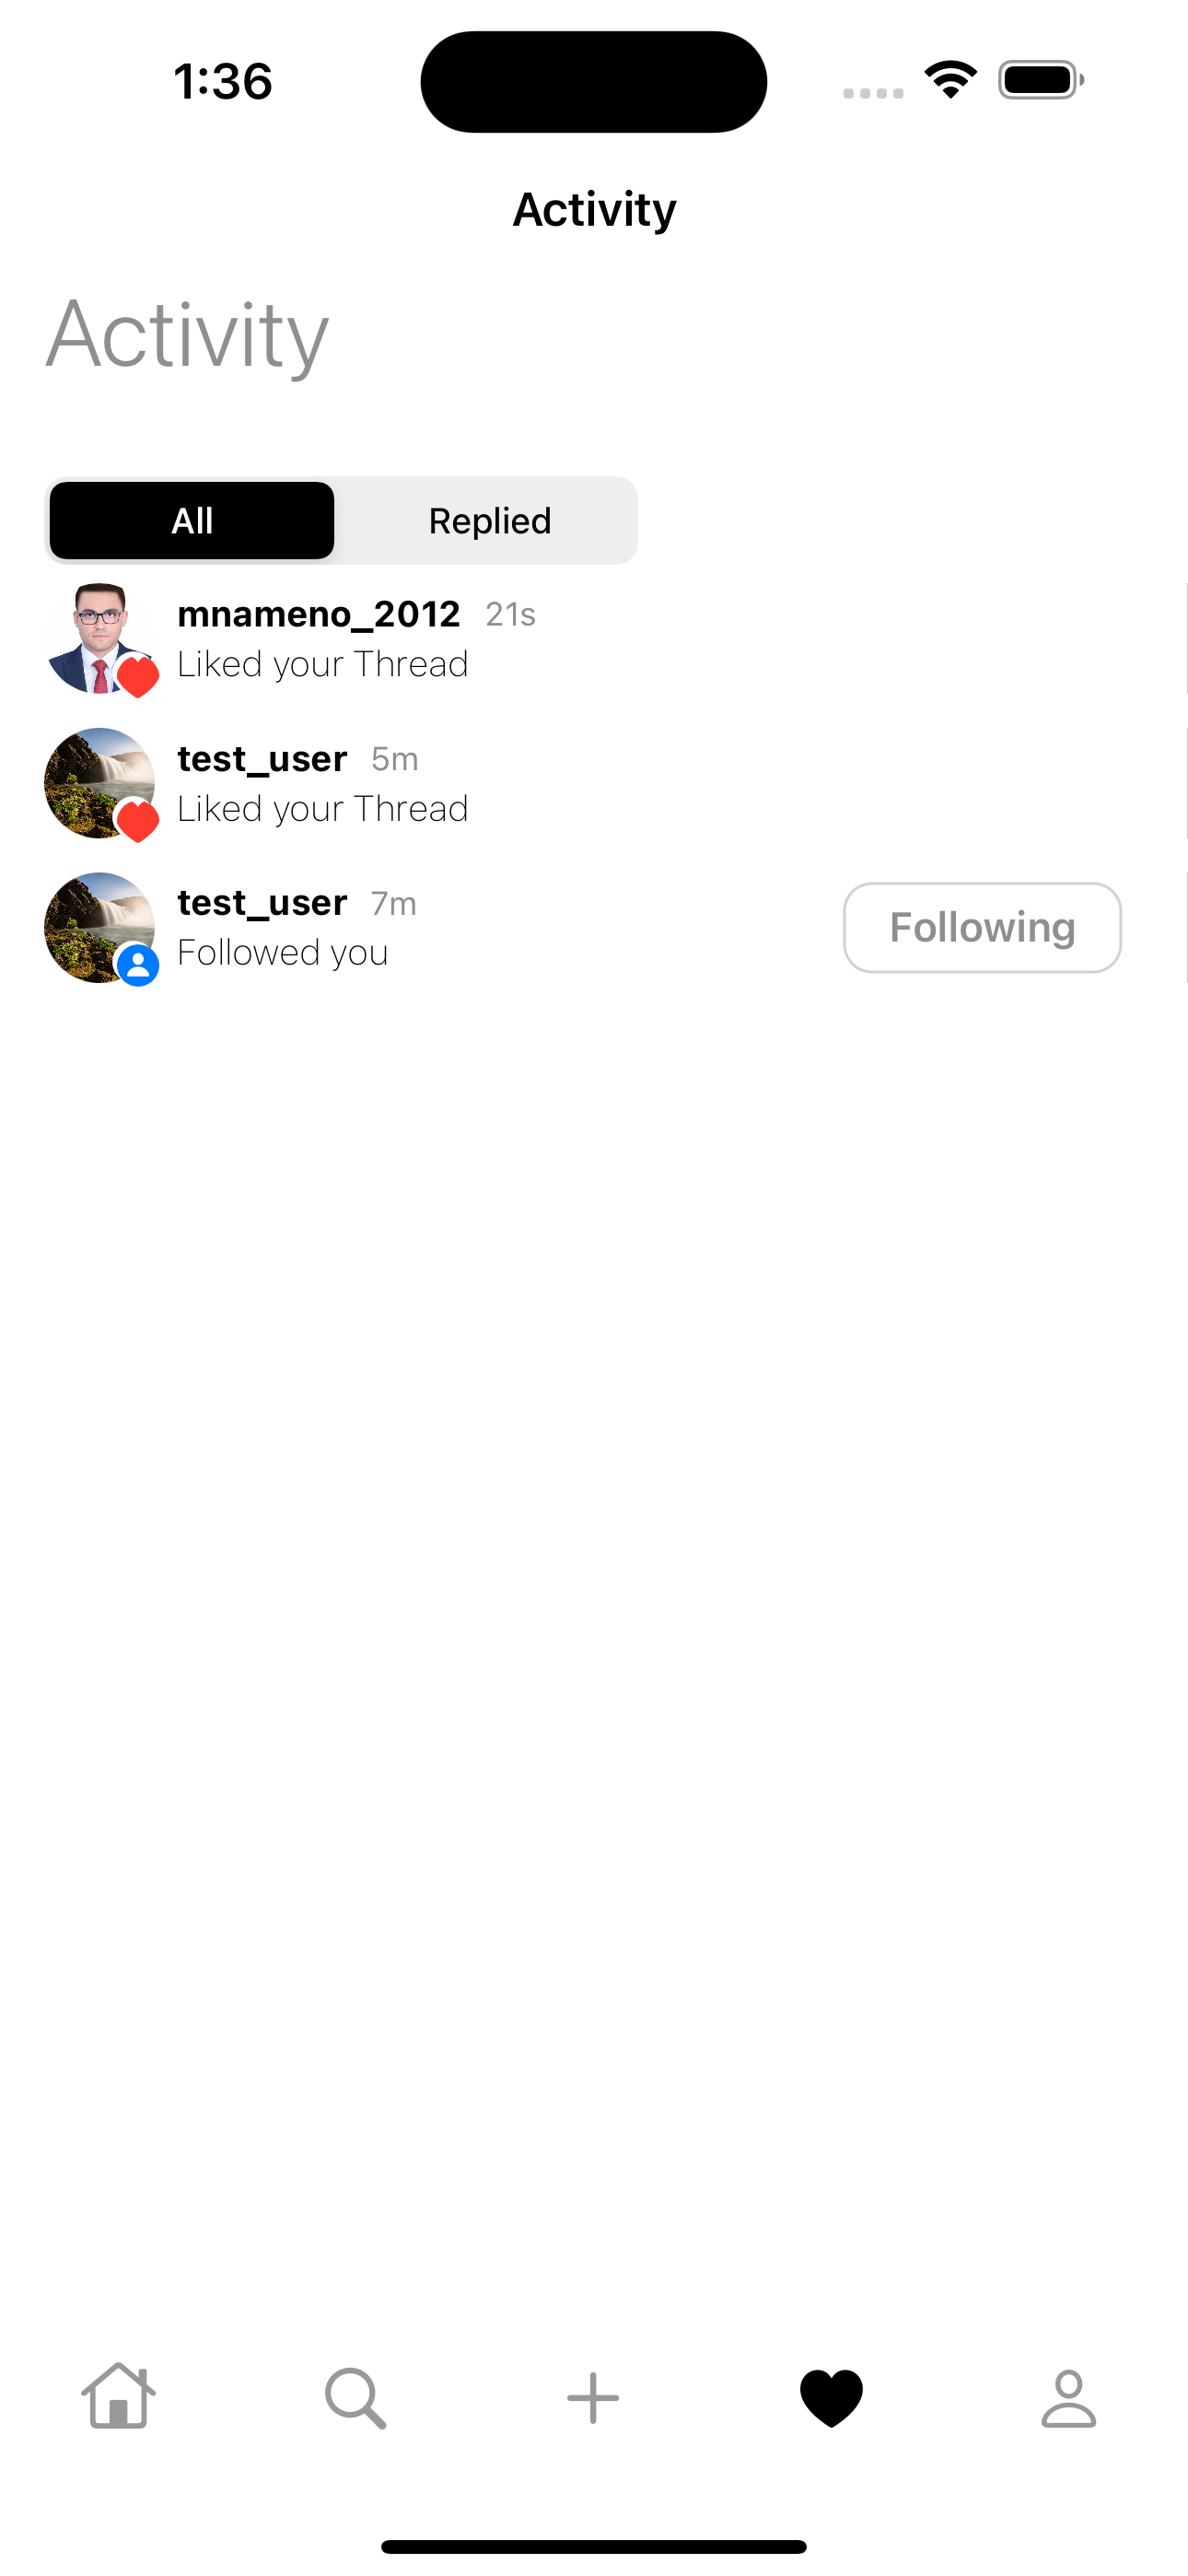 1:36
Activity
Activity
All Replied
mnameno_2012 21s
Liked your Thread
test_user 5m
Liked your Thread
test_user 7m
Followed you
Following